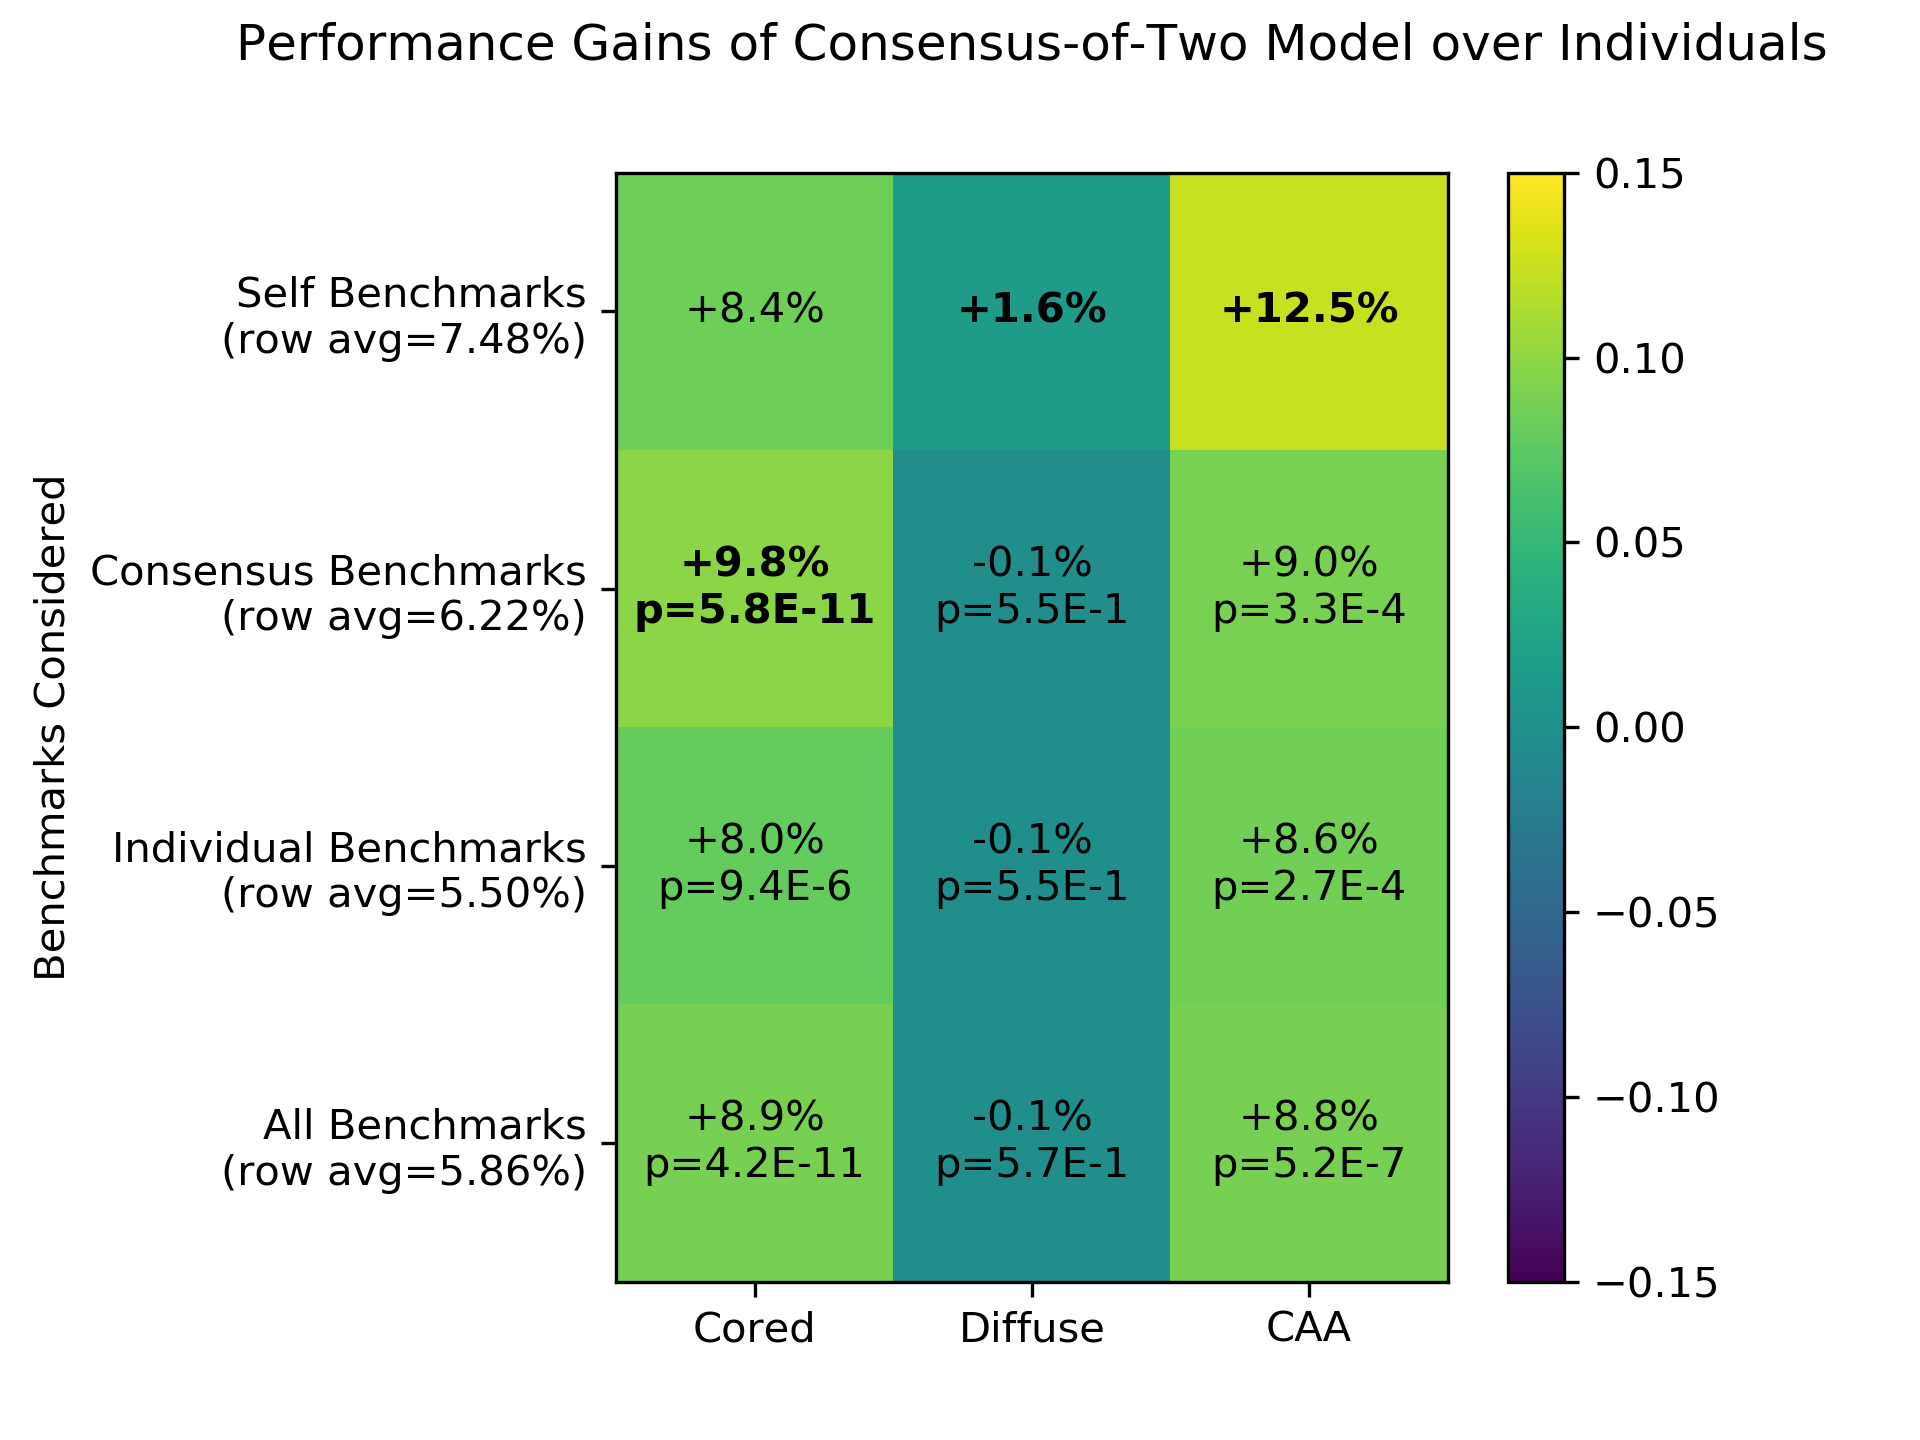 Performance Gains of Consensus-of-Two Model over Individuals
Benchmarks Considered
Self Benchmarks
(row avg=7.48%)
+8.4%
+1.6%
+12.5%
Consensus Benchmarks
(row avg=6.22%)
+9.8%
p=5.8E-11
-0.1%
p=5.5E-1
+9.0%
p=3.3E-4
Individual Benchmarks
(row avg=5.50%)
+8.0%
p=9.4E-6
-0.1%
p=5.5E-1
+8.6%
p=2.7E-4
All Benchmarks
(row avg=5.86%)
+8.9%
p=4.2E-11
-0.1%
p=5.7E-1
+8.8%
p=5.2E-7
Cored
Diffuse
CAA
0.15
0.10
0.05
0.00
−0.05
−0.10
−0.15